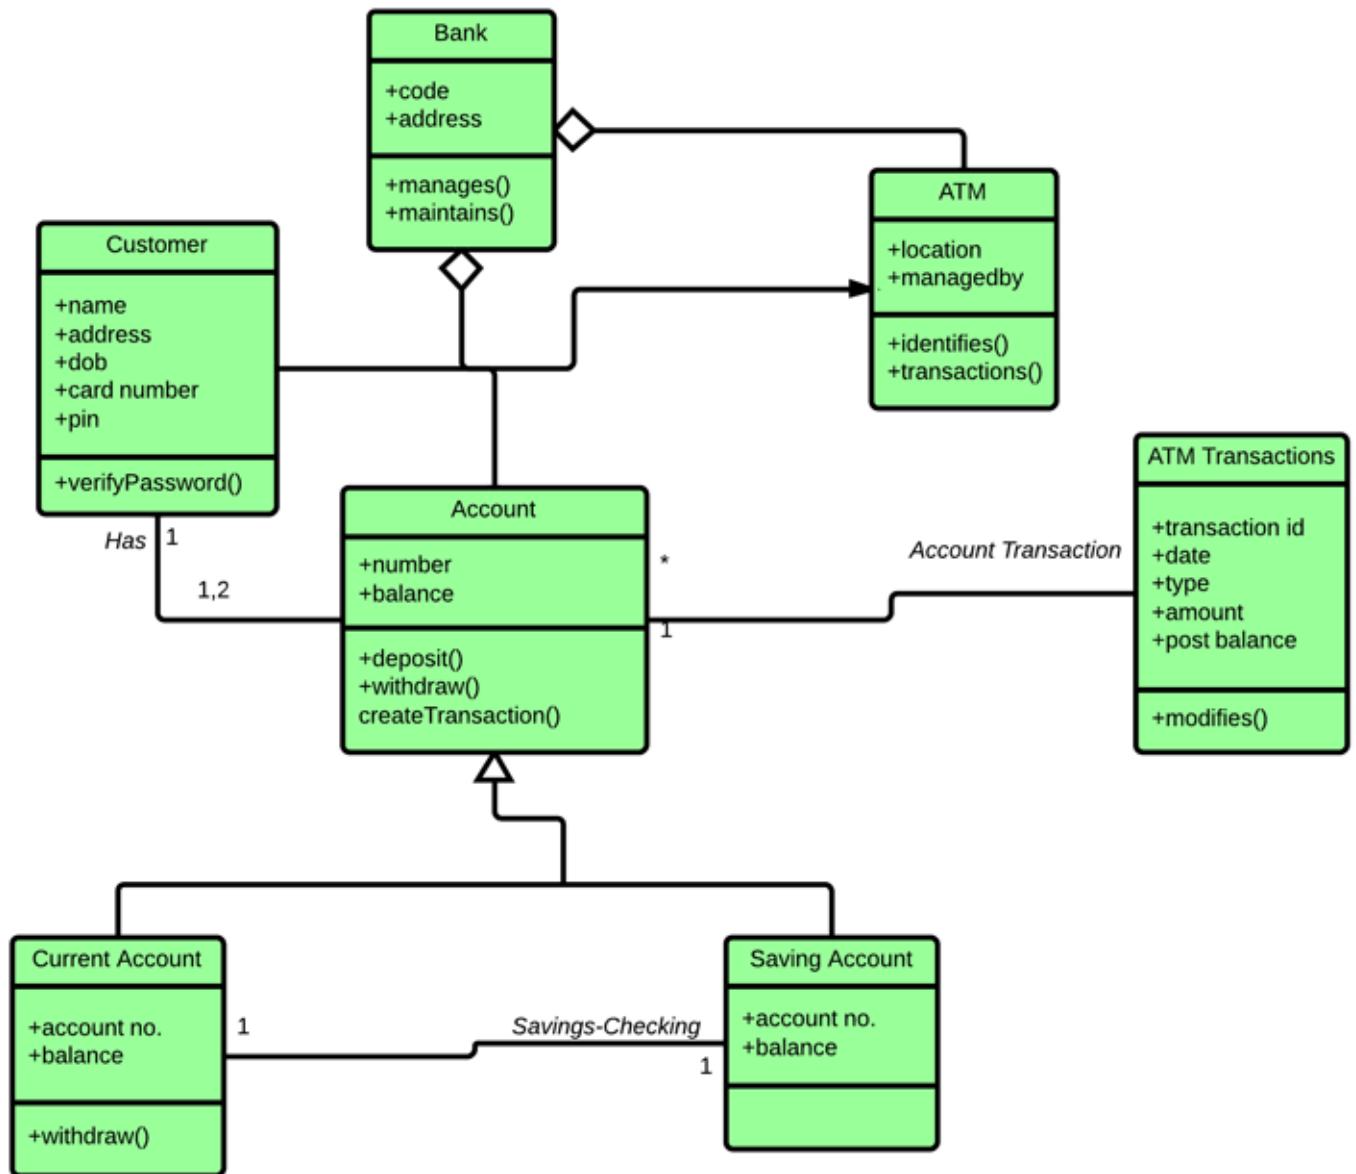 Bank
+code
+address
+manages()
+maintains()
ATM
+location
+managedby
+identifies()
+transactions()
Customer
+name
+address
+dob
+card number
+pin
+verifyPassword()
Has
1
1,2
Account
+number
+balance
+deposit()
+withdraw()
createTransaction()
*
1
Account Transaction
ATM Transactions
+transaction id
+date
+type
+amount
+post balance
+modifies()
Current Account
+account no.
+balance
+withdraw()
1
Savings-Checking
1
Saving Account
+account no.
+balance